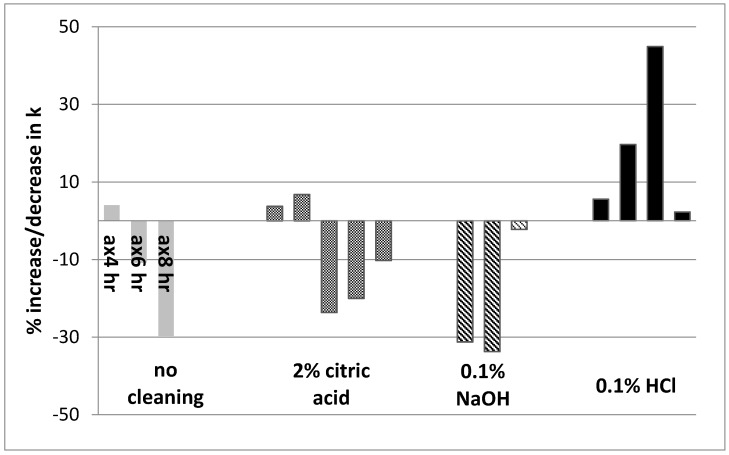 50
30
10
-10
-30
-50
% increase/decrease in k
ax4 hr
ax6 hr
ax8 hr
no
cleaning
2% citric
acid
0.1%
NaOH
0.1% HCl